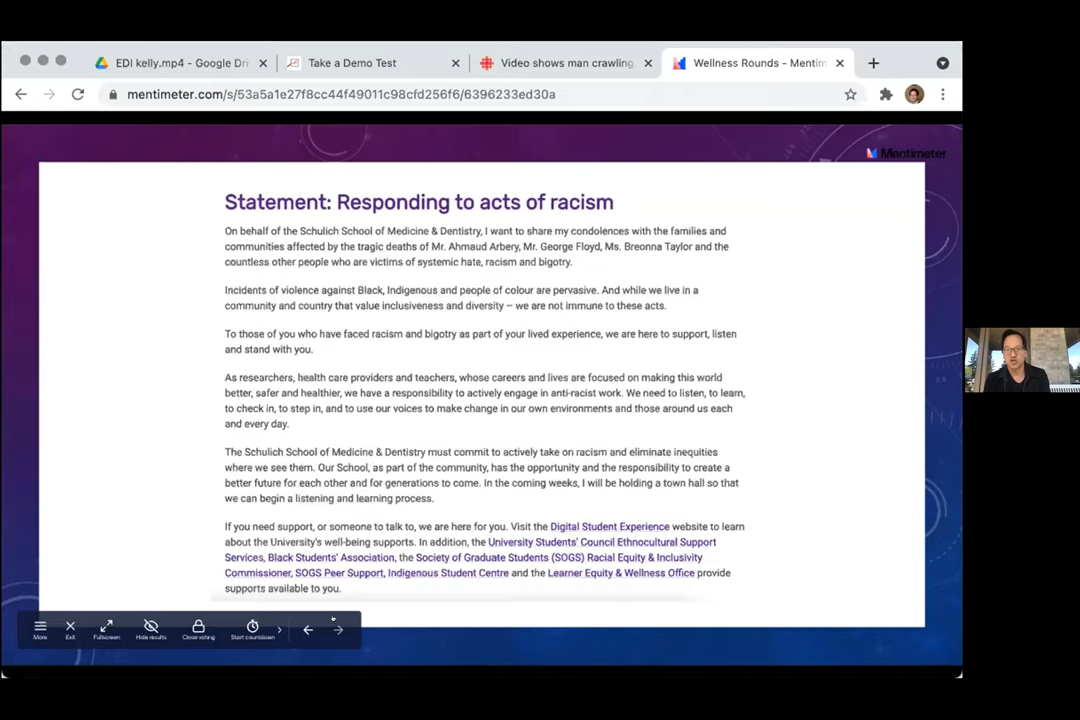 EDI kelly.mp4 - Google Dri
Take a Demo Test
Video shows man crawling
Wellness Rounds - Mentim
mentimeter.com/s/53a5a1e27f8cc44f49011c98cfd256f6/6396233ed30a
Mentimeter
Statement: Responding to acts of racism
On behalf of the Schulich School of Medicine & Dentistry, I want to share my condolences with the families and
communities affected by the tragic deaths of Mr. Ahmaud Arbery, Mr. George Floyd, Ms. Breonna Taylor and the
countless other people who are victims of systemic hate, racism and bigotry.
Incidents of violence against Black, Indigenous and people of colour are pervasive. And while we live in a
community and country that value inclusiveness and diversity – we are not immune to these acts.
To those of you who have faced racism and bigotry as part of your lived experience, we are here to support, listen
and stand with you.
As researchers, health care providers and teachers, whose careers and lives are focused on making this world
better, safer and healthier, we have a responsibility to actively engage in anti-racist work. We need to listen, to learn,
to check in, to step in, and to use our voices to make change in our own environments and those around us each
and every day.
The Schulich School of Medicine & Dentistry must commit to actively take on racism and eliminate inequities
where we see them. Our School, as part of the community, has the opportunity and the responsibility to create a
better future for each other and for generations to come. In the coming weeks, I will be holding a town hall so that
we can begin a listening and learning process.
If you need support, or someone to talk to, we are here for you. Visit the Digital Student Experience website to learn
about the University's well-being supports. In addition, the University Students' Council Ethnocultural Support
Services, Black Students' Association, the Society of Graduate Students (SOGS) Racial Equity & Inclusivity
Commissioner, SOGS Peer Support, Indigenous Student Centre and the Learner Equity & Wellness Office provide
supports available to you.
More
Exit
Fullscreen
Hide results
Close voting
Start countdown